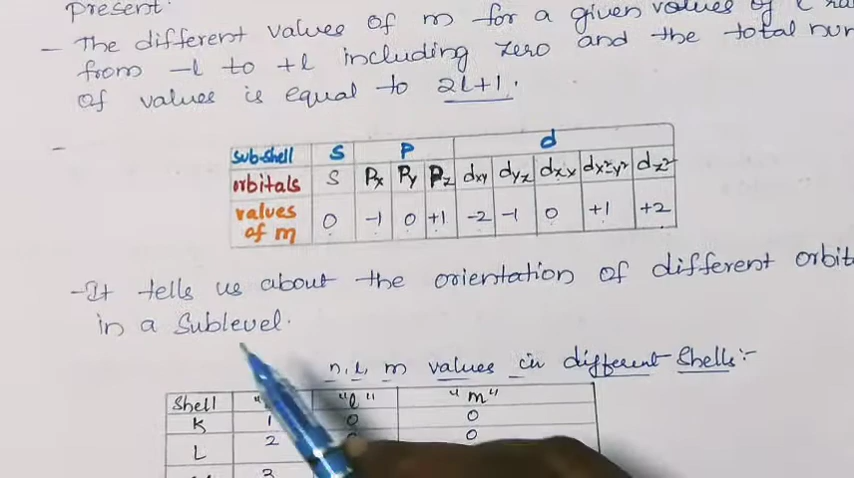 present.
- The different values of m for a given values of l
from -l to +l including zero and the total
of values is equal to 2l+1.
-
Sub-shell S P d
orbitals S Px Py Pz dxy dyz dzx dx²-y² dz²
values of m 0 -1 0 +1 -2 -1 0 +1 +2
-It tells us about the orientation of different
in a Sublevel.
n, l, m values in different Shells:-
Shell "l" "m"
K 1 0 0
L 2 0
3